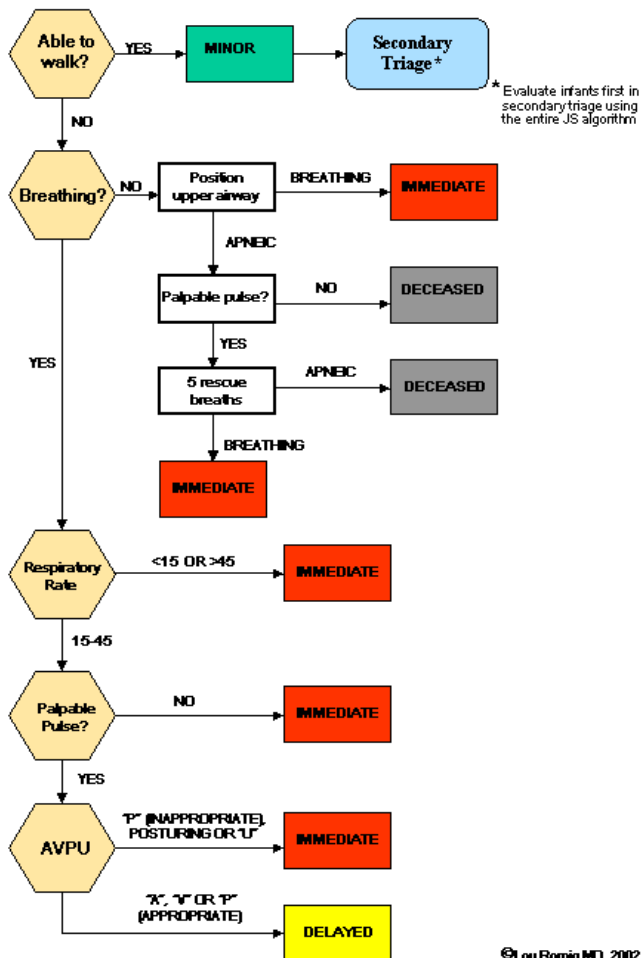 Able to
walk?
YES
MINOR
Secondary
Triage*
* Evaluate infants first in
secondary triage using
the entire JS algorithm
NO
Breathing?
NO
Position
upper airway
BREATHING
IMMEDIATE
APNEIC
Palpable pulse?
NO
DECEASED
YES
YES
5 rescue
breaths
APNEIC
DECEASED
BREATHING
IMMEDIATE
Respiratory
Rate
<15 OR >45
IMMEDIATE
15-45
Palpable
Pulse?
NO
IMMEDIATE
YES
AVPU
"P" (INAPPROPRIATE),
POSTURING OR "U"
IMMEDIATE
"A", "V" OR "P"
(APPROPRIATE)
DELAYED
©Lou Romig MD, 2002